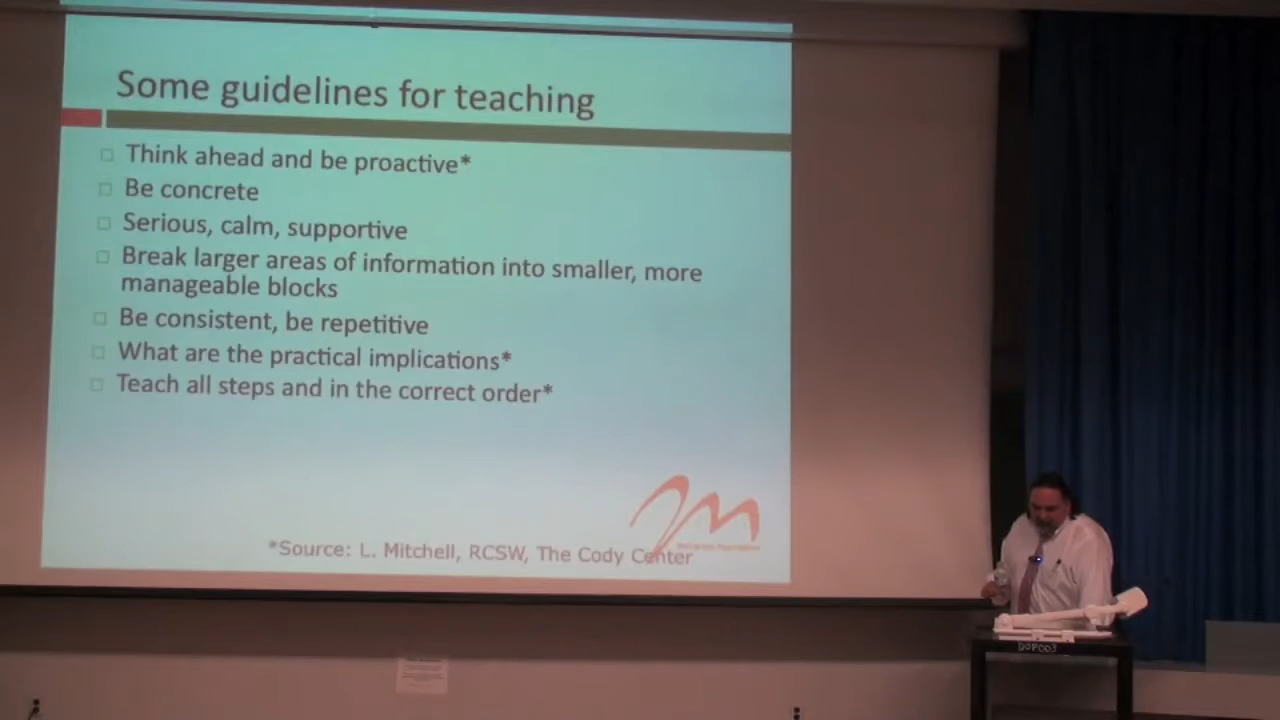 Some guidelines for teaching
Think ahead and be proactive*
Be concrete
Serious, calm, supportive
Break larger areas of information into smaller, more
manageable blocks
Be consistent, be repetitive
What are the practical implications*
Teach all steps and in the correct order*
*Source: L. Mitchell, RCSW, The Cody Center